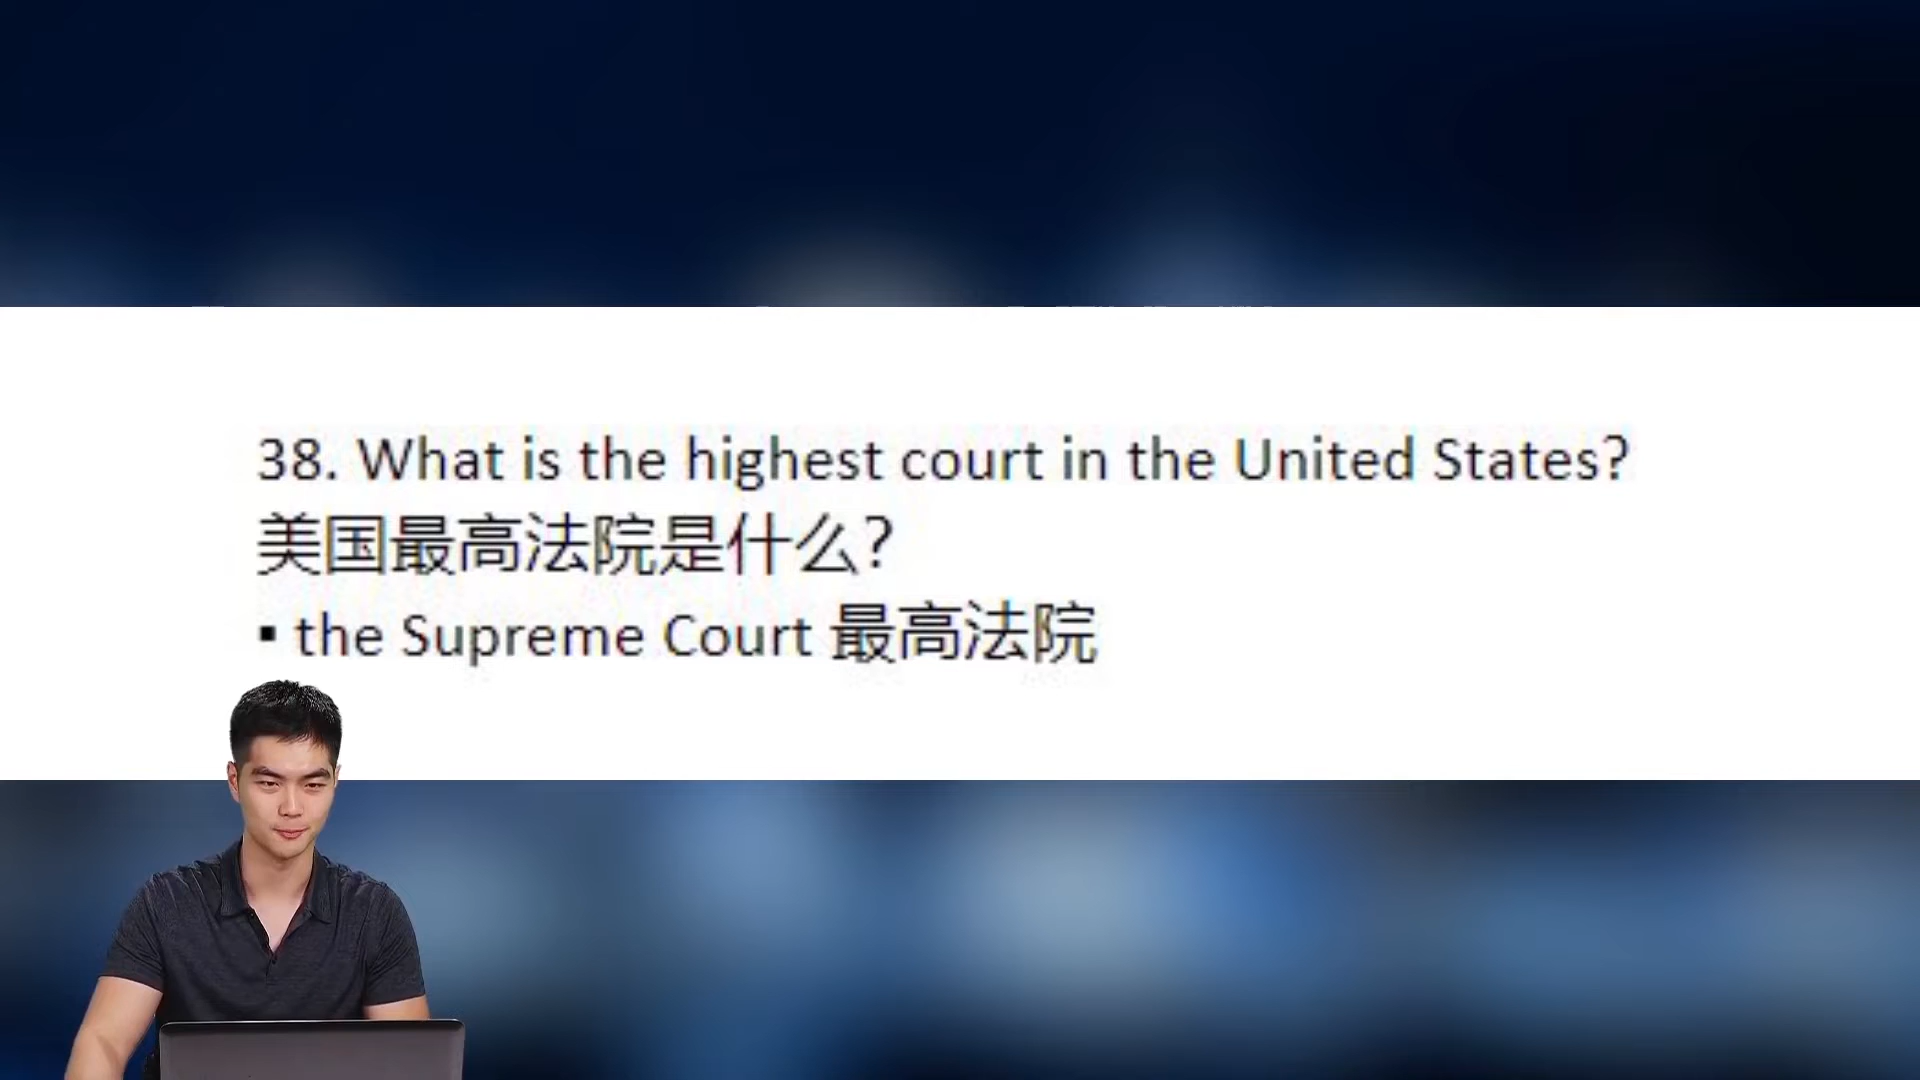 38. What is the highest court in the United States?
美国最高法院是什么?
▪ the Supreme Court 最高法院